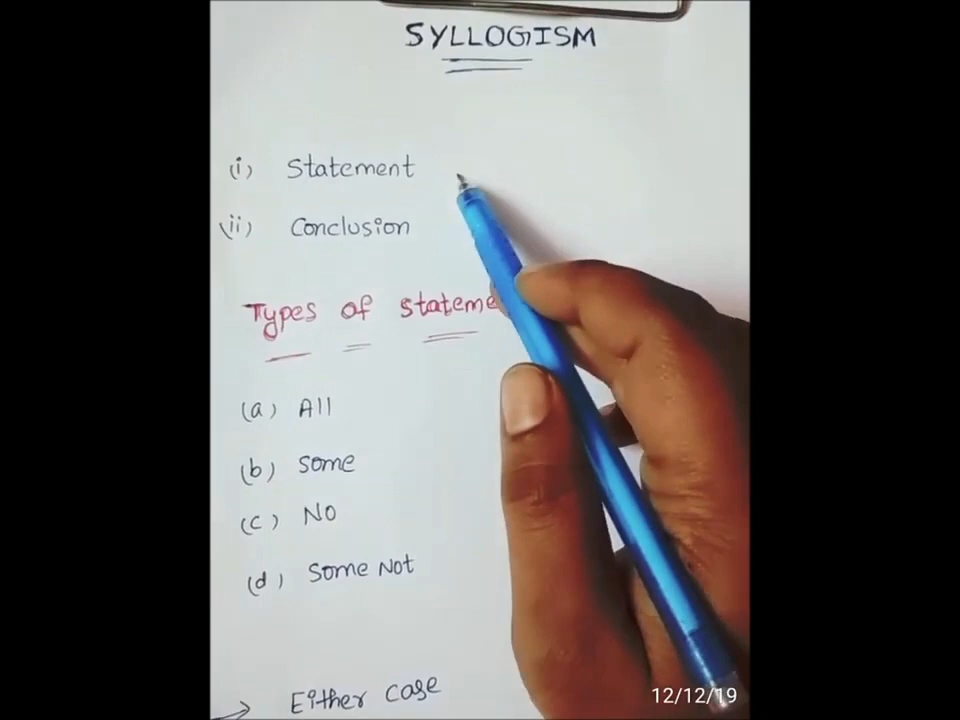 SYLLOGISM
(i) Statement
(ii) Conclusion
Types of stateme
(a) All
(b) some
(c) No
(d) Some Not
→ Either case
12/12/19